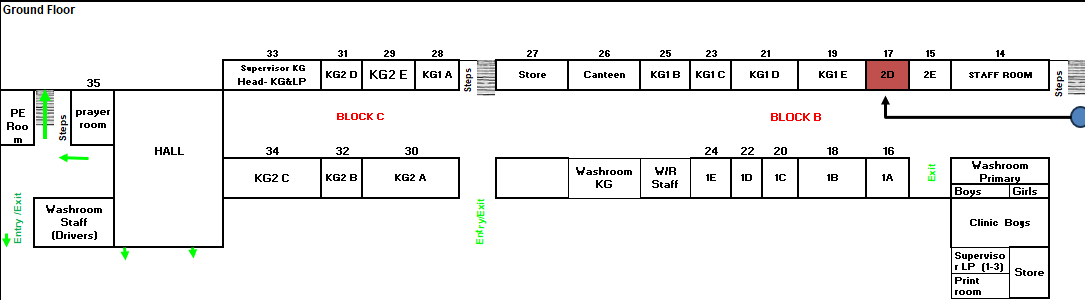 Ground Floor
33
31
29
28
27
26
25
23
21
19
17
15
14
Supervisor KG
Head- KG&LP
KG2 D
KG2 E
KG1 A
Steps
Store
Canteen
KG1 B
KG1 C
KG1 D
KG1 E
2D
2E
STAFF ROOM
Steps
35
PE
Roo
m
Steps
prayer
room
BLOCK C
BLOCK B
HALL
34
32
30
24
22
20
18
16
KG2 C
KG2 B
KG2 A
Washroom
KG
W/R
Staff
1E
1D
1C
1B
1A
Exit
Washroom
Primary
Boys
Girls
Entry /Exit
Washroom
Staff
(Drivers)
Entry/Exit
Clinic Boys
Superviso
r LP (1-3)
Print
room
Store